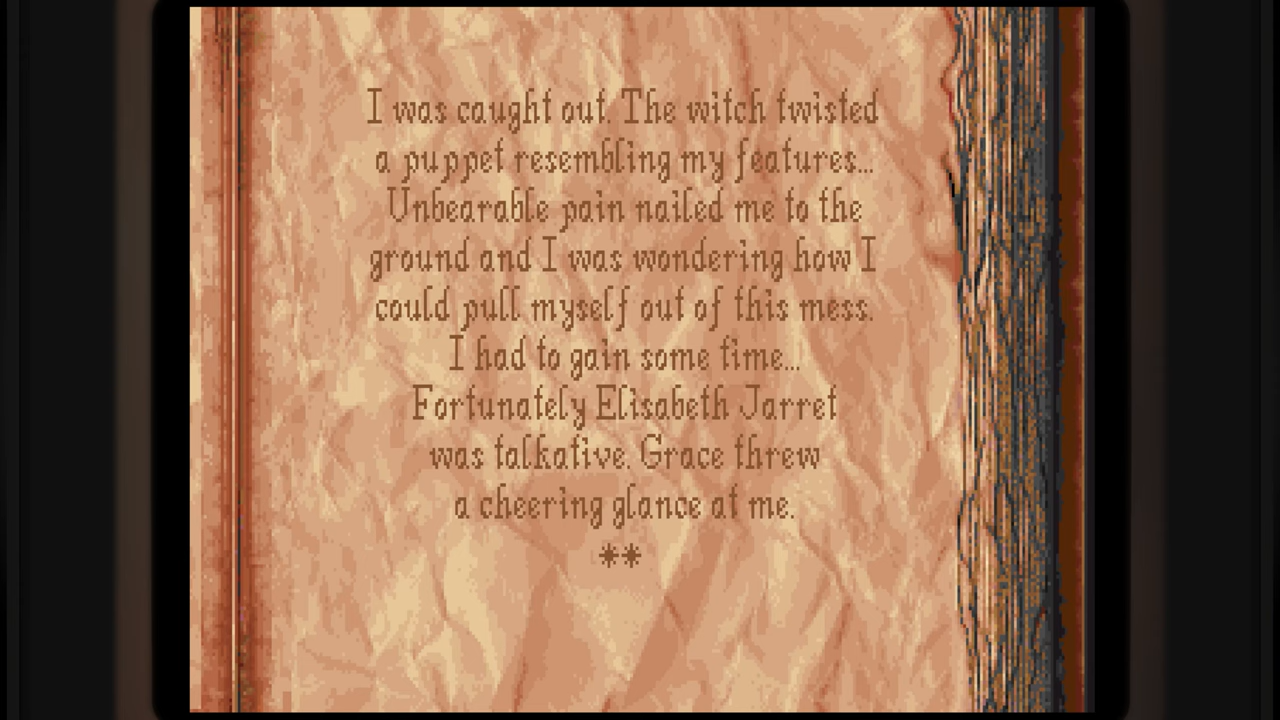 I was caught out. The witch twisted
a puppet resembling my features...
Unbearable pain nailed me to the
ground and I was wondering how I
could pull myself out of this mess.
I had to gain some time...
Fortunately Elisabeth Jarret
was talkative. Grace threw
a cheering glance at me.
**